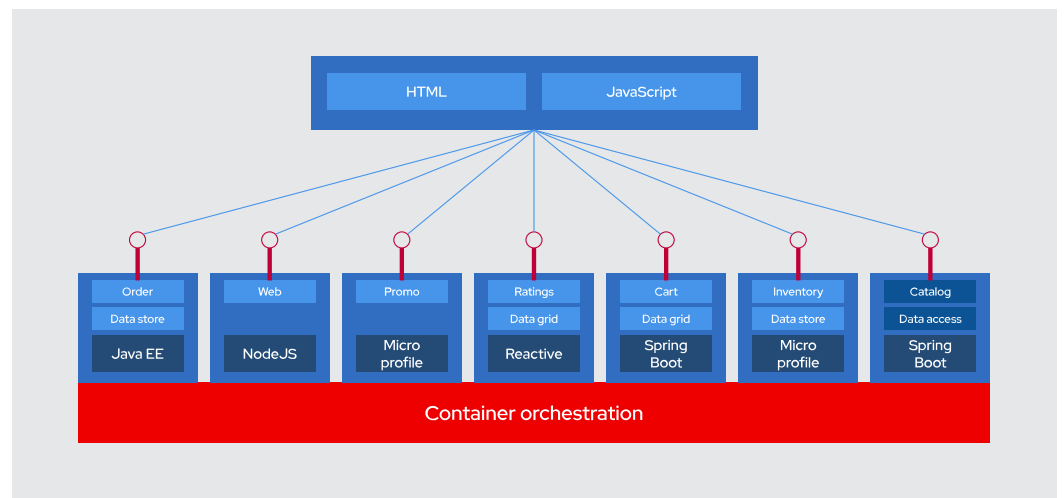 HTML
JavaScript
Order
Data store
Java EE
Web
NodeJS
Promo
Micro
profile
Ratings
Data grid
Reactive
Cart
Data grid
Spring
Boot
Inventory
Data store
Micro
profile
Catalog
Data access
Spring
Boot
Container orchestration